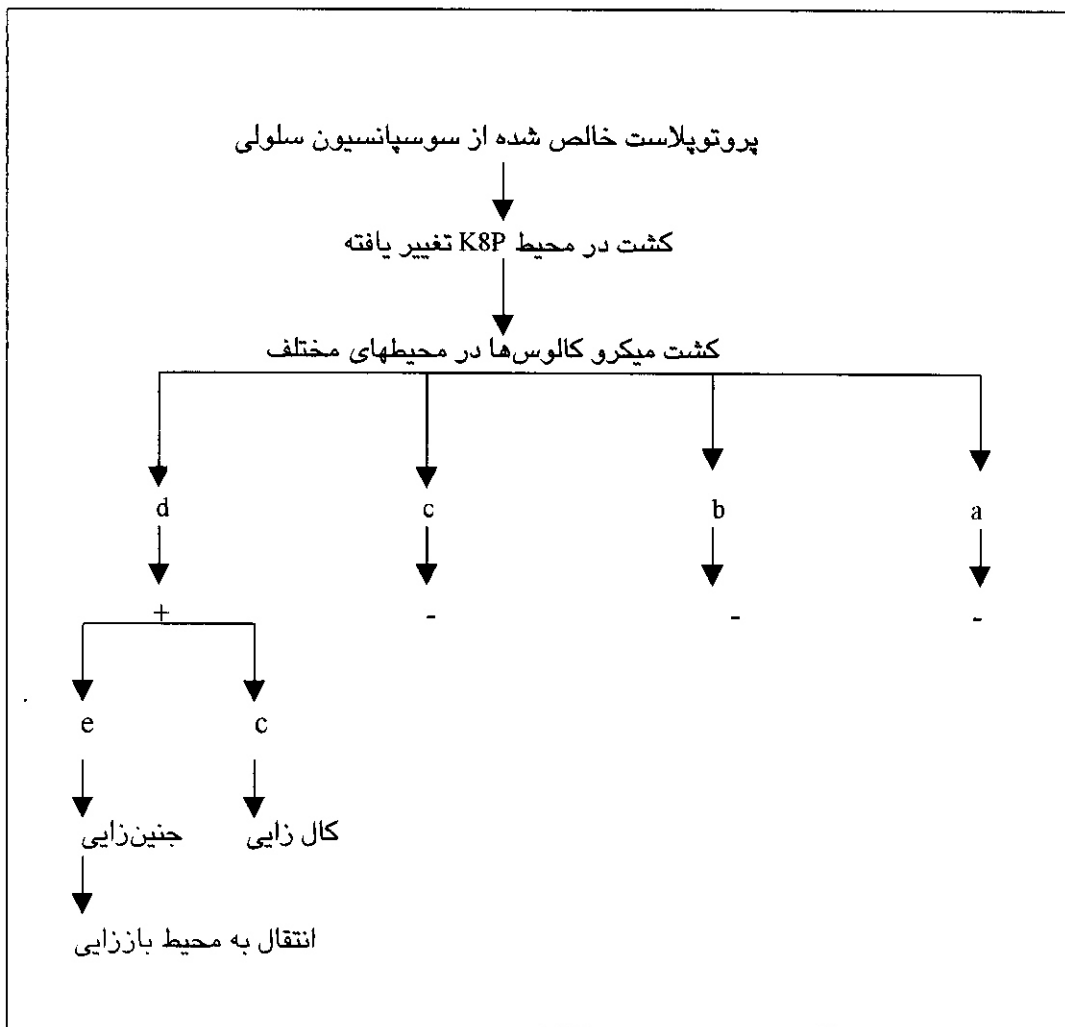 پروتوپلاست خالص شده از سوسپانسیون سلولی
کشت در محیط K8P تغییر یافته
کشت میکرو کالوس‌ها در محیطهای مختلف
a b c d
- - - +
c e
کال زایی جنین‌زایی
انتقال به محیط باززایی